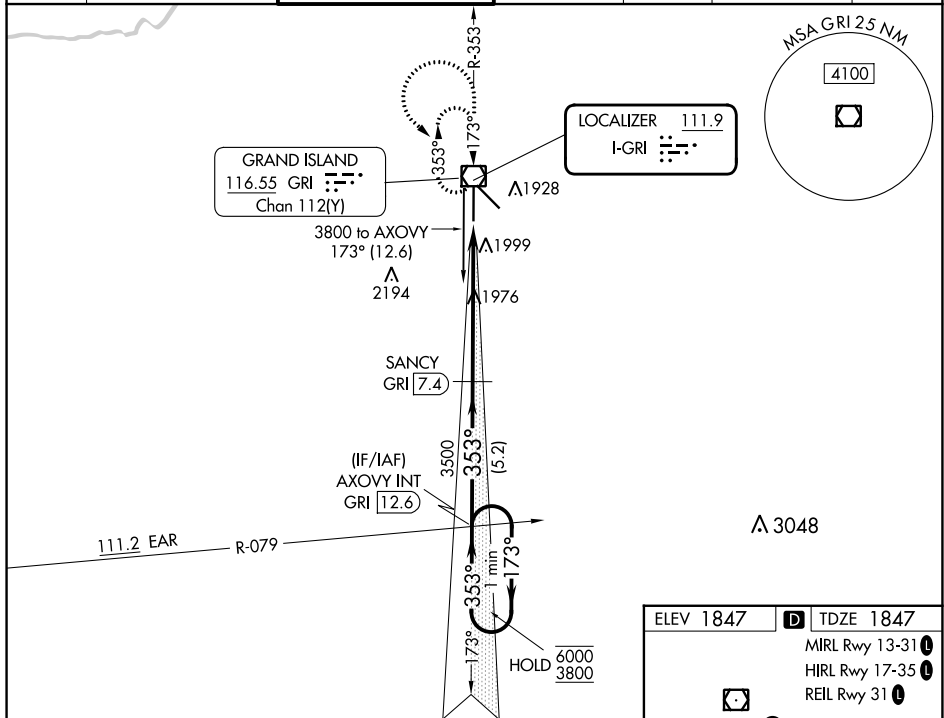 R-353
MSA GRI 25 NM
4100
LOCALIZER 111.9
I-GRI
173°
353°
GRAND ISLAND
116.55 GRI
Chan 112(Y)
1928
3800 to AXOVY
173° (12.6)
1999
2194
1976
SANCY
GRI 7.4
3500
353°
(5.2)
(IF/IAF)
AXOVY INT
GRI 12.6
3048
111.2 EAR
R-079
353°
1 min
173°
173°
HOLD 6000
3800
ELEV 1847 D TDZE 1847
MIRL Rwy 13-31 L
HIRL Rwy 17-35 L
REIL Rwy 31 L